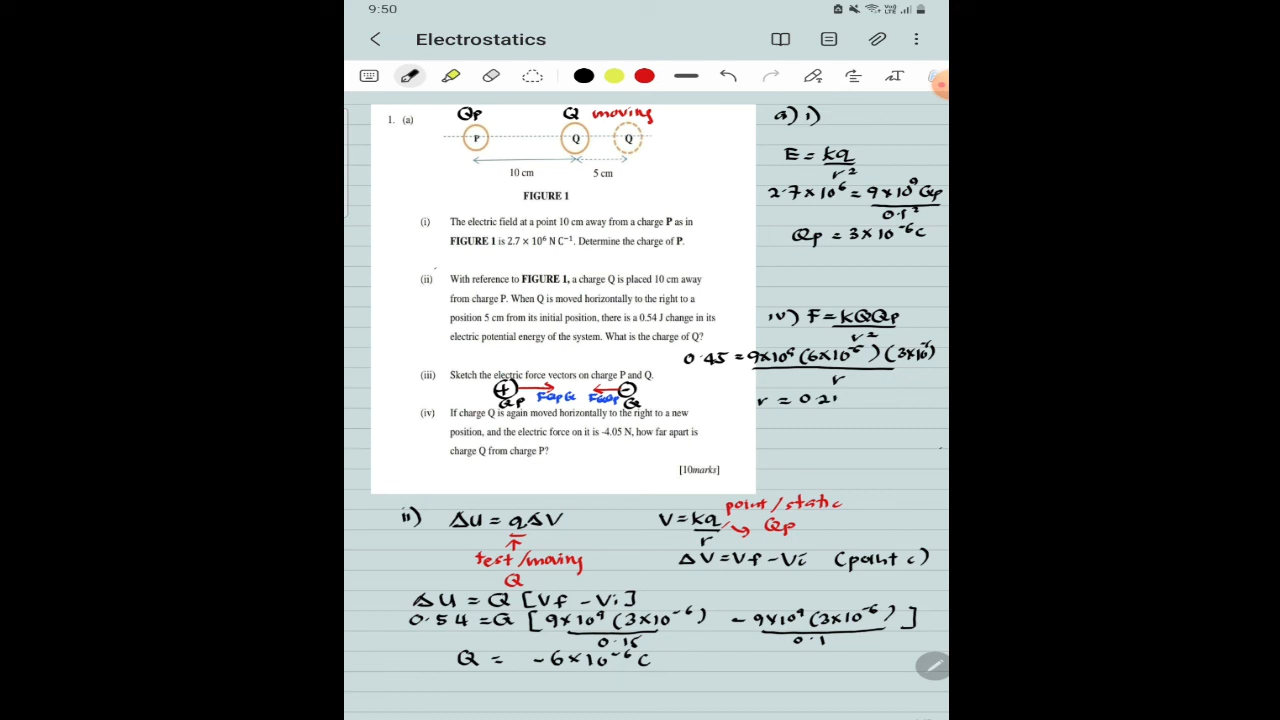 9:50
Electrostatics
Qp
Q moving
1. (a)
P
Q
Q
10 cm
5 cm
FIGURE 1
(i) The electric field at a point 10 cm away from a charge P as in
FIGURE 1 is 2.7 × 10⁶ N C⁻¹. Determine the charge of P.
(ii) With reference to FIGURE 1, a charge Q is placed 10 cm away
from charge P. When Q is moved horizontally to the right to a
position 5 cm from its initial position, there is a 0.54 J change in its
electric potential energy of the system. What is the charge of Q?
(iii) Sketch the electric force vectors on charge P and Q.
+
Qp
FQpQ
FQQp
-
Q
(iv) If charge Q is again moved horizontally to the right to a new
position, and the electric force on it is -4.05 N, how far apart is
charge Q from charge P?
[10marks]
a) i)
E = kq
r²
2.7 × 10⁶ = 9 × 10⁹ Qp
0.1²
Qp = 3 × 10⁻⁶ C
iv) F = kQQp
r²
0.45 = 9×10⁹ (6×10⁻⁶) (3×10⁻⁶)
r
r = 0.2
ii) ΔU = qΔV
test/moving
Q
V = kq
r
point/static
Qp
ΔV = Vf - Vi (point c)
ΔU = Q [Vf - Vi]
0.54 = Q [ 9×10⁹ (3×10⁻⁶) - 9×10⁹ (3×10⁻⁶) ]
0.15 0.1
Q = -6×10⁻⁶ C